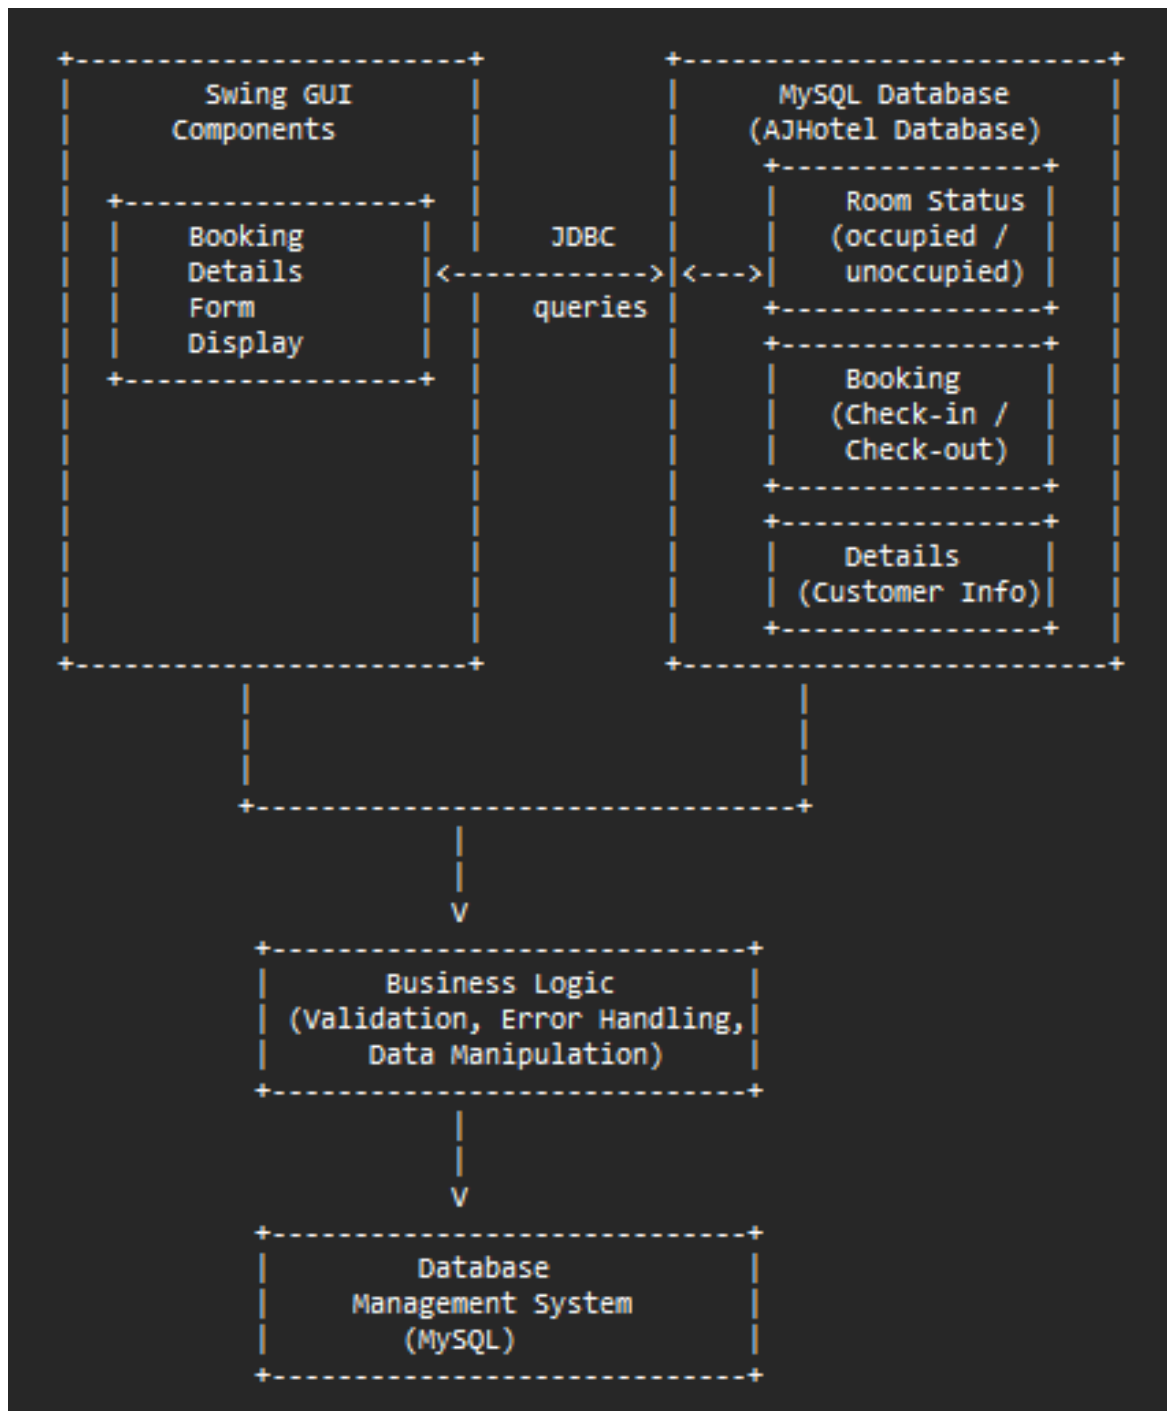 Swing GUI
Components
Booking
Details
Form
Display
JDBC
queries
MySQL Database
(AJHotel Database)
Room Status
(occupied /
unoccupied)
Booking
(Check-in /
Check-out)
Details
(Customer Info)
Business Logic
(Validation, Error Handling,
Data Manipulation)
Database
Management System
(MySQL)